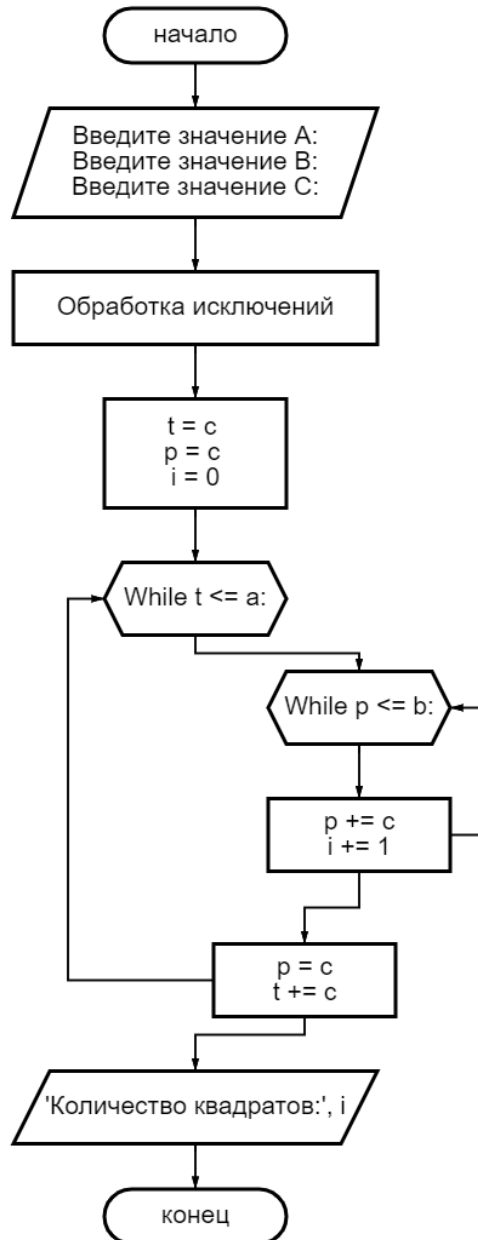 начало
Введите значение A:
Введите значение B:
Введите значение C:
Обработка исключений
t = c
p = c
i = 0
While t <= a:
While p <= b:
p += c
i += 1
p = c
t += c
'Количество квадратов:', i
конец